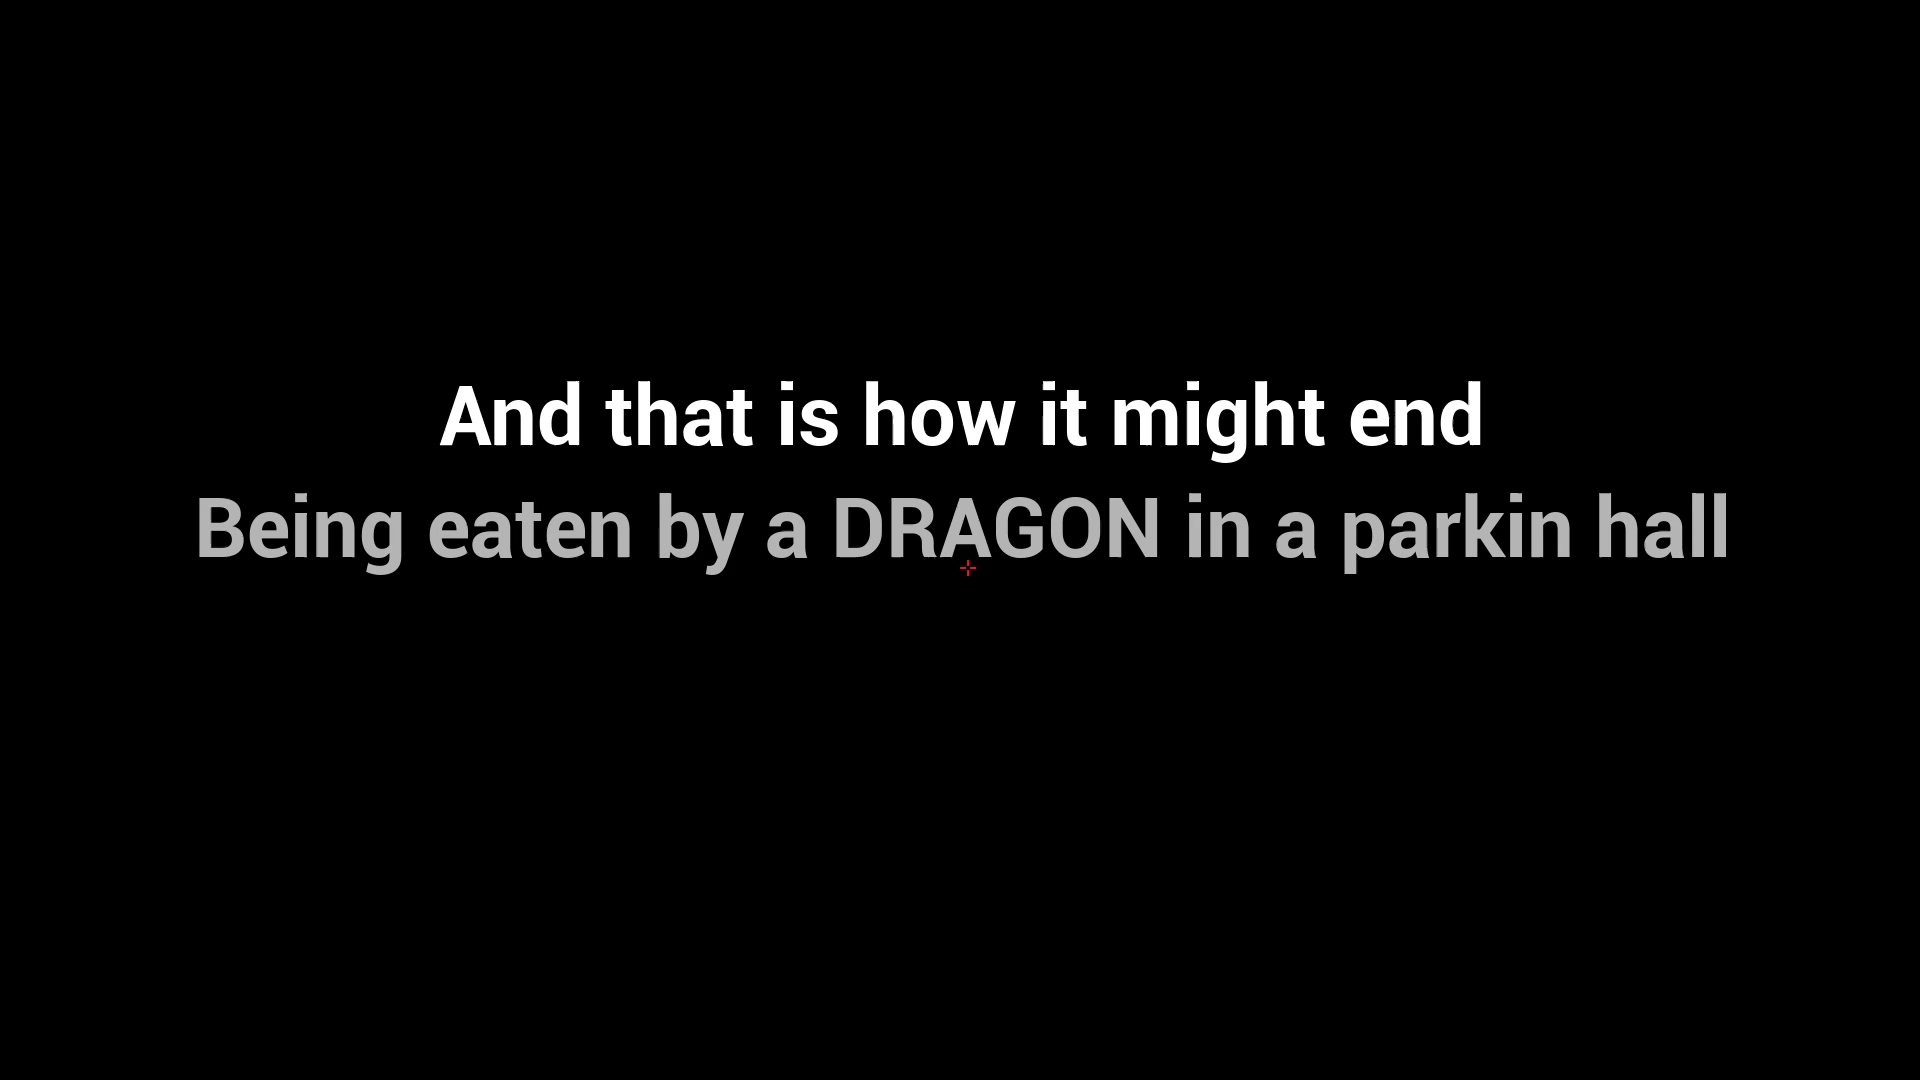 And that is how it might end
Being eaten by a DRAGON in a parkin hall